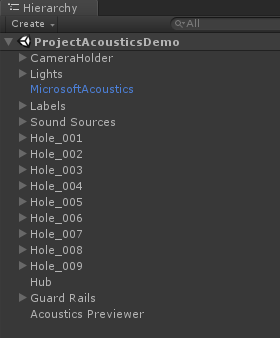 Hierarchy
Create All
ProjectAcousticsDemo
CameraHolder
Lights
MicrosoftAcoustics
Labels
Sound Sources
Hole_001
Hole_002
Hole_003
Hole_004
Hole_005
Hole_006
Hole_007
Hole_008
Hole_009
Hub
Guard Rails
Acoustics Previewer